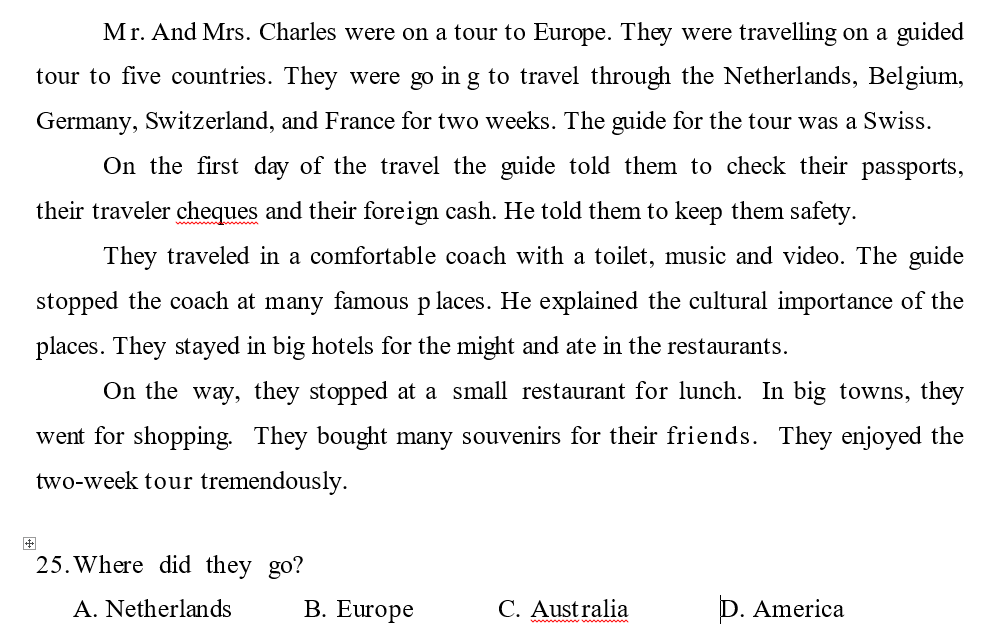 Mr. And Mrs. Charles were on a tour to Europe. They were travelling on a guided
tour to five countries. They were go in g to travel through the Netherlands, Belgium,
Germany, Switzerland, and France for two weeks. The guide for the tour was a Swiss.
On the first day of the travel the guide told them to check their passports,
their traveler cheques and their foreign cash. He told them to keep them safety.
They traveled in a comfortable coach with a toilet, music and video. The guide
stopped the coach at many famous p laces. He explained the cultural importance of the
places. They stayed in big hotels for the might and ate in the restaurants.
On the way, they stopped at a small restaurant for lunch. In big towns, they
went for shopping. They bought many souvenirs for their friends. They enjoyed the
two-week tour tremendously.
25. Where did they go?
A. Netherlands B. Europe C. Australia D. America